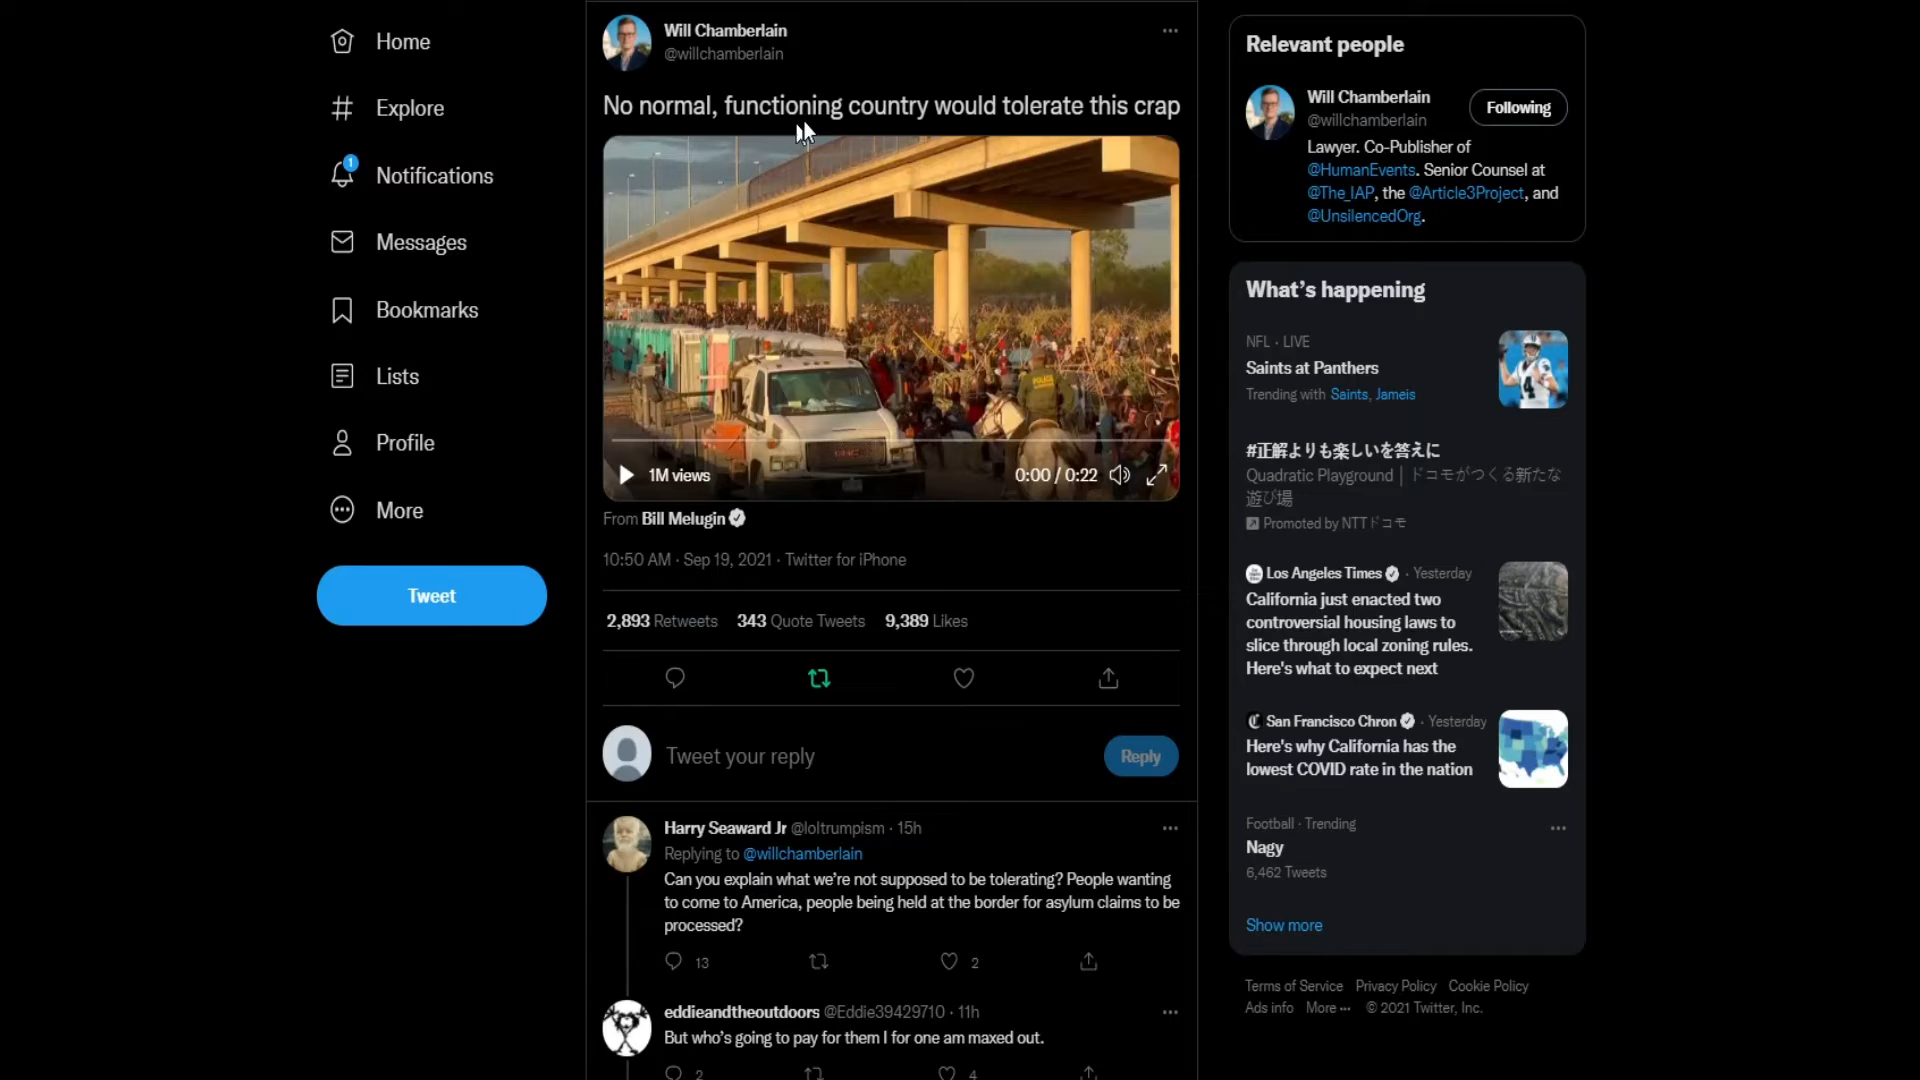 Home
Explore
1
Notifications
Messages
Bookmarks
Lists
Profile
More
Tweet
Will Chamberlain
@willchamberlain
No normal, functioning country would tolerate this crap
POLICE
GMC
1M views
0:00 / 0:22
From Bill Melugin
10:50 AM · Sep 19, 2021 · Twitter for iPhone
2,893 Retweets 343 Quote Tweets 9,389 Likes
Tweet your reply
Reply
Harry Seaward Jr @loltrumpism · 15h
Replying to @willchamberlain
Can you explain what we're not supposed to be tolerating? People wanting
to come to America, people being held at the border for asylum claims to be
processed?
13
2
eddieandtheoutdoors @Eddie39429710 · 11h
But who's going to pay for them I for one am maxed out.
2
4
Relevant people
Will Chamberlain
@willchamberlain
Following
Lawyer. Co-Publisher of
@HumanEvents. Senior Counsel at
@The_IAP, the @Article3Project, and
@UnsilencedOrg.
What's happening
NFL · LIVE
Saints at Panthers
Trending with Saints, Jameis
#正解よりも楽しいを答えに
Quadratic Playground｜ドコモがつくる新たな
遊び場
Promoted by NTTドコモ
Los Angeles Times · Yesterday
California just enacted two
controversial housing laws to
slice through local zoning rules.
Here's what to expect next
San Francisco Chron · Yesterday
Here's why California has the
lowest COVID rate in the nation
Football · Trending
Nagy
6,462 Tweets
Show more
Terms of Service Privacy Policy Cookie Policy
Ads info More ··· © 2021 Twitter, Inc.